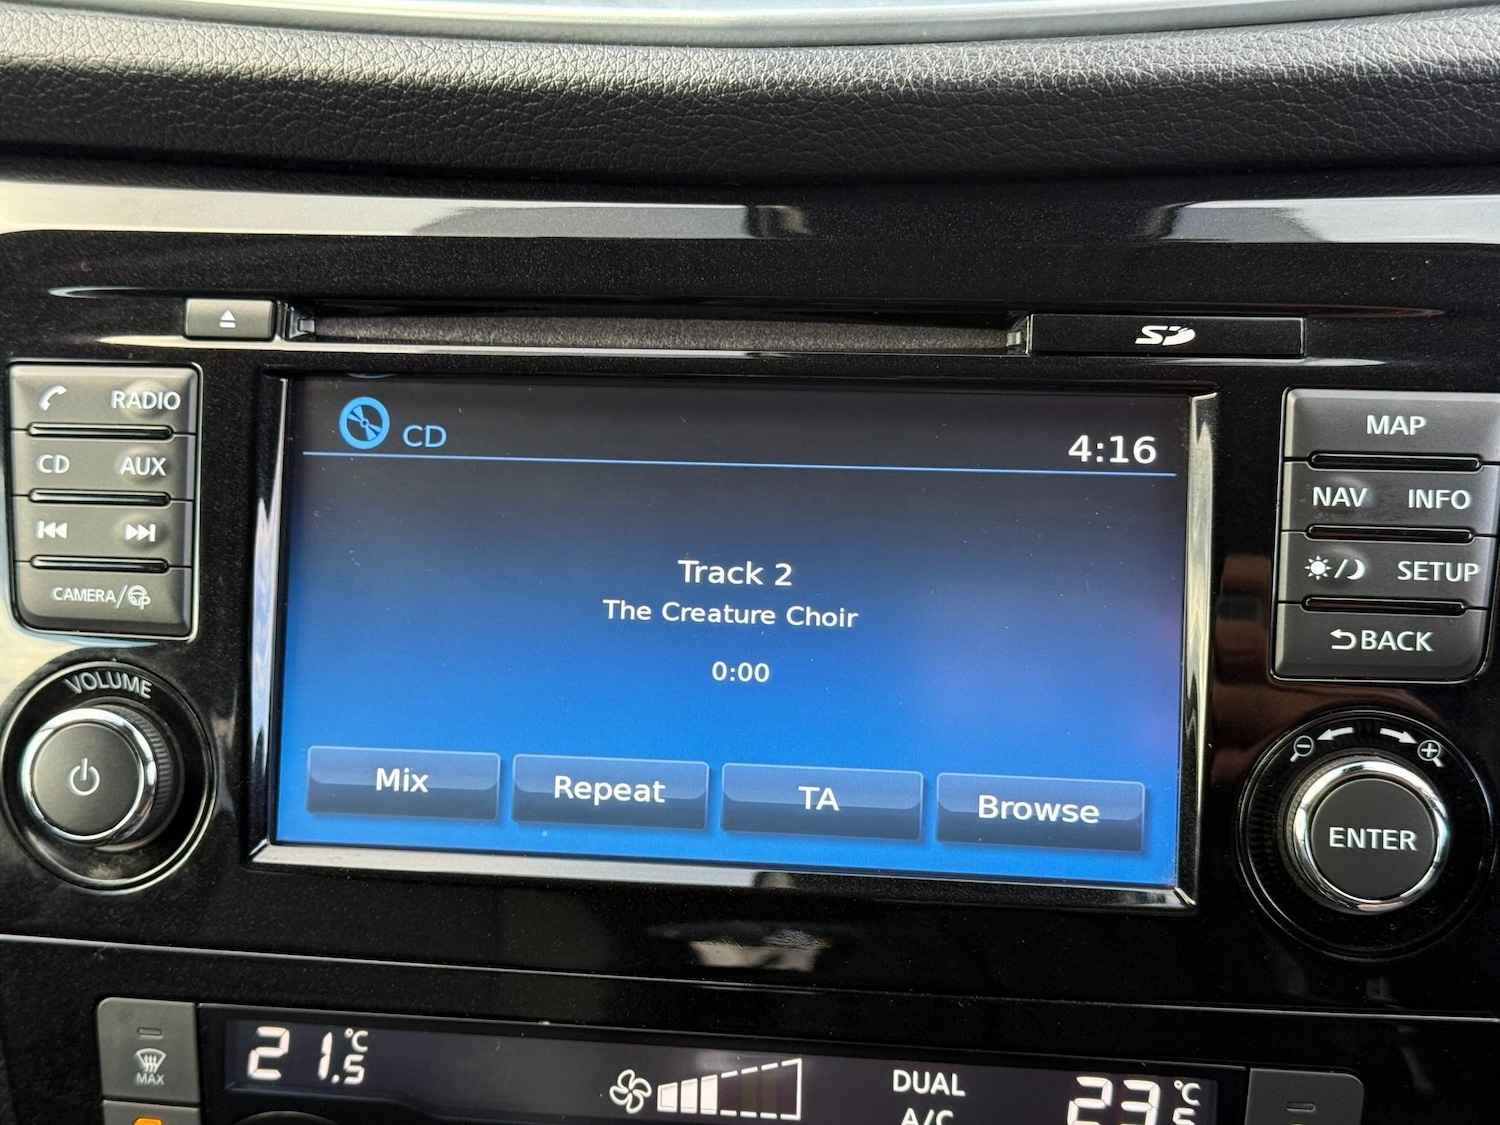 SD
RADIO
CD AUX
CAMERA/
VOLUME
CD
4:16
Track 2
The Creature Choir
0:00
Mix Repeat TA Browse
MAP
NAV INFO
SETUP
BACK
ENTER
MAX
21.5°C
DUAL
A/C
23.5°C